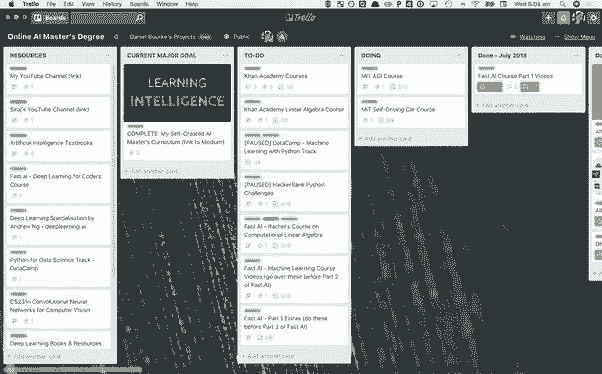 Trello File Edit View History Boards Window Help
Wed 5:04 am
Boards
Trello
Online AI Master's Degree
Daniel Bourke's Projects
Public
Show Menu
RESOURCES
My YouTube Channel (link)
Siraj's YouTube Channel (link)
Artificial Intelligence Textbooks
Fast.ai - Deep Learning for Coders
Course
Deep Learning Specialisation by
Andrew Ng - deeplearning.ai
Python for Data Science Track -
DataCamp
CS231n Convolutional Neural
Networks for Computer Vision
Deep Learning Books & Resources
+ Add another card
CURRENT MAJOR GOAL
LEARNING
INTELLIGENCE
COMPLETE: My Self-Created AI
Master's Curriculum (link to Medium)
+ Add another card
TO-DO
Khan Academy Courses
Khan Academy Linear Algebra Course
[PAUSED] DataCamp - Machine
Learning with Python Track
[PAUSED] HackerRank Python
Challenges
Fast.AI - Rachel's Course on
Computational Linear Algebra
Fast.AI - Machine Learning Course
Videos (go over these before Part 2
of Fast.AI)
Fast.AI - Part 1 Extras (do these
before Part 2 of Fast.AI)
+ Add another card
DOING
MIT AGI Course
MIT Self-Driving Car Course
+ Add another card
Done - July 2018
Fast.AI Course Part 1 Videos
+ Add another card